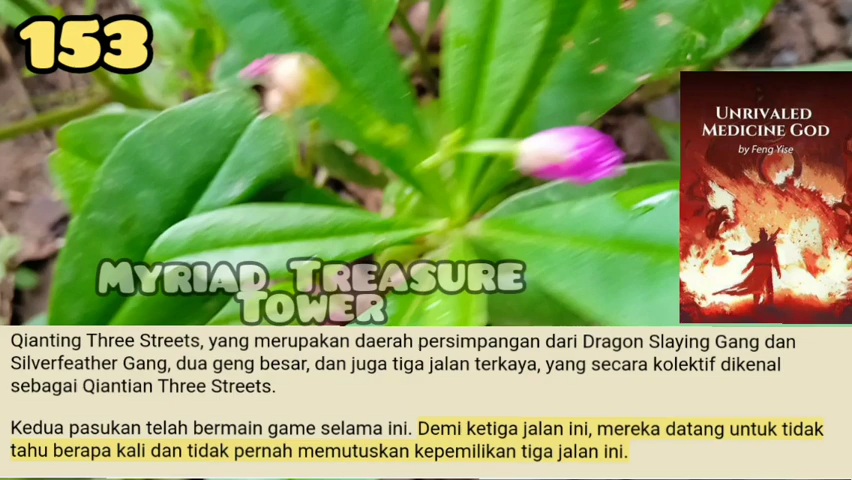 153
UNRIVALED
MEDICINE GOD
by Feng Yise
MYRIAD TREASURE
TOWER
Qianting Three Streets, yang merupakan daerah persimpangan dari Dragon Slaying Gang dan
Silverfeather Gang, dua geng besar, dan juga tiga jalan terkaya, yang secara kolektif dikenal
sebagai Qiantian Three Streets.
Kedua pasukan telah bermain game selama ini. Demi ketiga jalan ini, mereka datang untuk tidak
tahu berapa kali dan tidak pernah memutuskan kepemilikan tiga jalan ini.